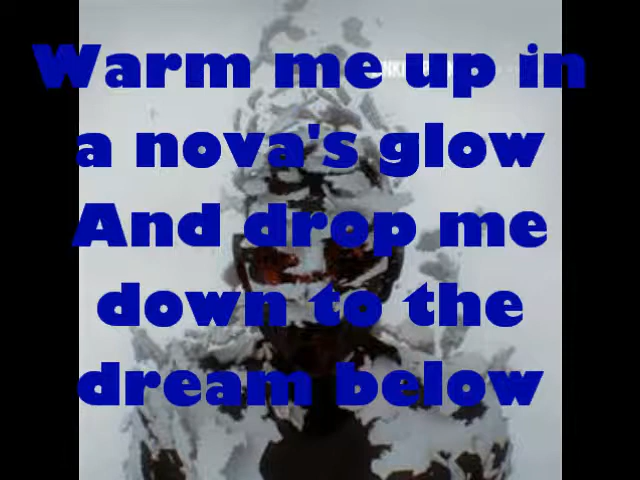 Warm me up in
a nova's glow
And drop me
down to the
dream below